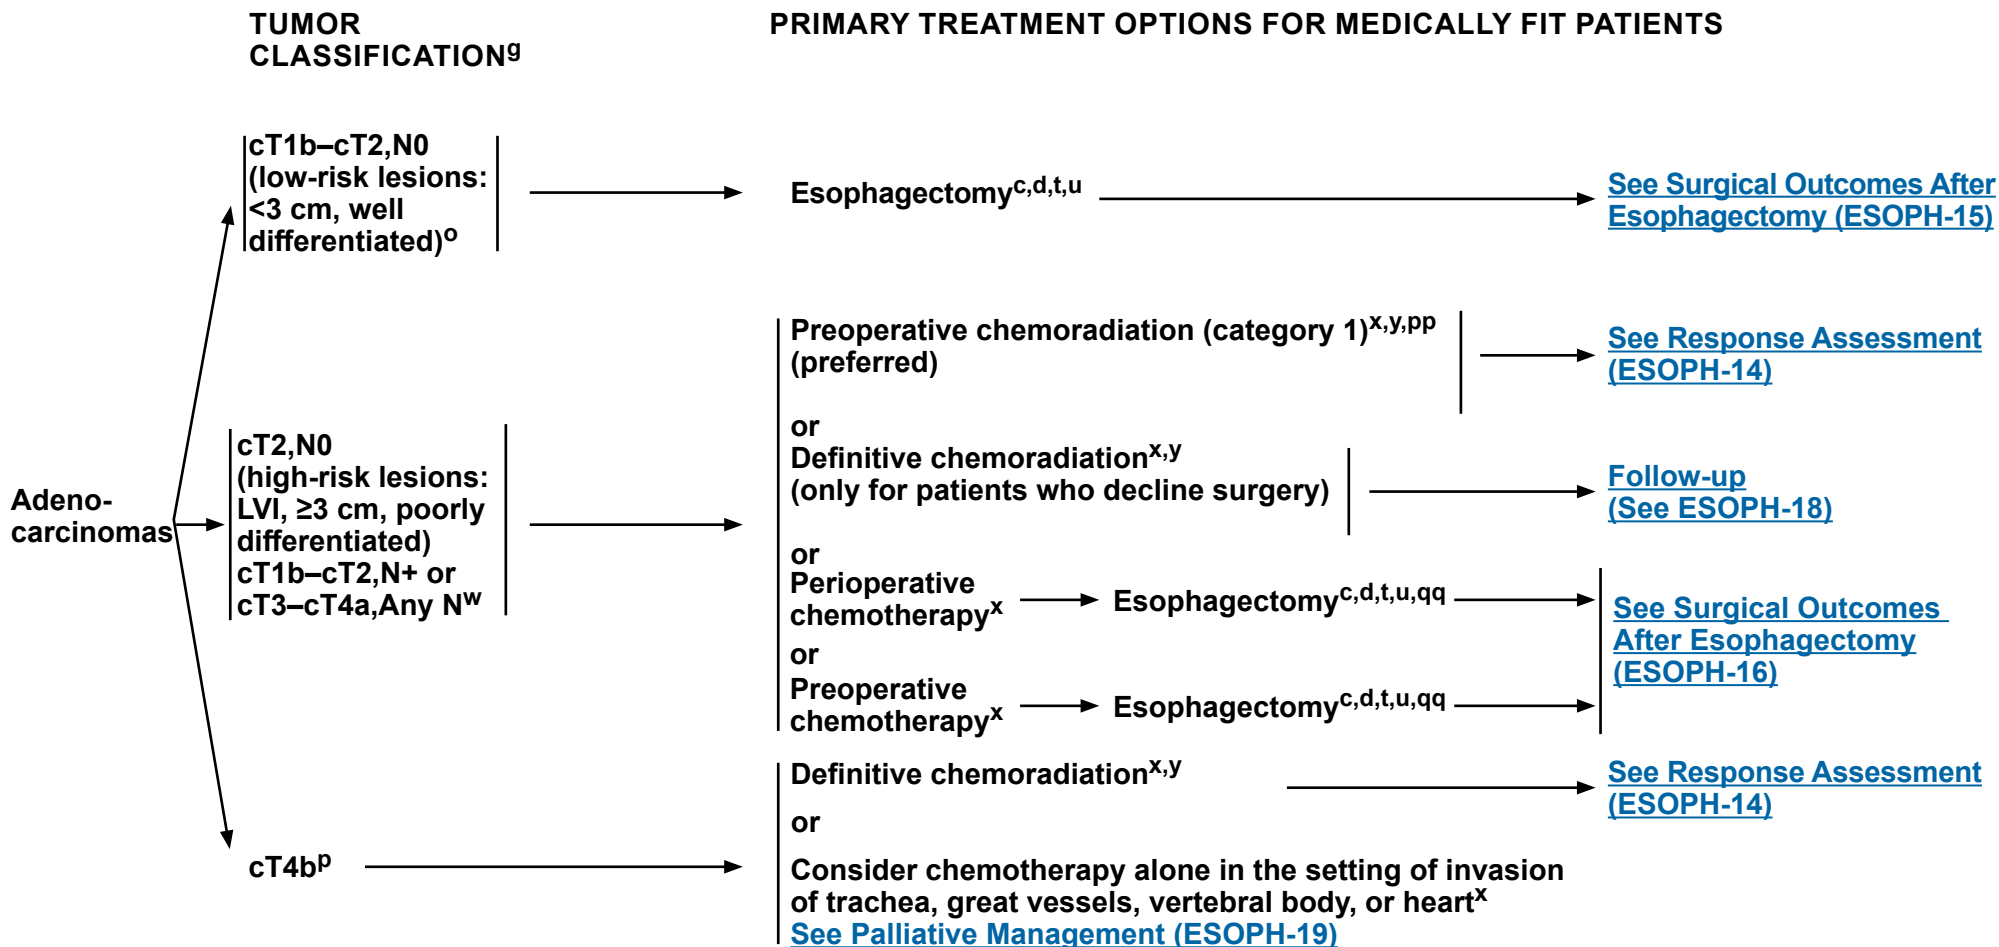 TUMOR
CLASSIFICATIONg
PRIMARY TREATMENT OPTIONS FOR MEDICALLY FIT PATIENTS
Adeno-
carcinomas
cT1b–cT2,N0
(low-risk lesions:
<3 cm, well
differentiated)o
Esophagectomyc,d,t,u
See Surgical Outcomes After
Esophagectomy (ESOPH-15)
cT2,N0
(high-risk lesions:
LVI, ≥3 cm, poorly
differentiated)
cT1b–cT2,N+ or
cT3–cT4a,Any Nw
Preoperative chemoradiation (category 1)x,y,pp
(preferred)
See Response Assessment
(ESOPH-14)
or
Definitive chemoradiationx,y
(only for patients who decline surgery)
Follow-up
(See ESOPH-18)
or
Perioperative
chemotherapyx
Esophagectomyc,d,t,u,qq
or
Preoperative
chemotherapyx
Esophagectomyc,d,t,u,qq
See Surgical Outcomes
After Esophagectomy
(ESOPH-16)
cT4bp
Definitive chemoradiationx,y
See Response Assessment
(ESOPH-14)
or
Consider chemotherapy alone in the setting of invasion
of trachea, great vessels, vertebral body, or heartx
See Palliative Management (ESOPH-19)